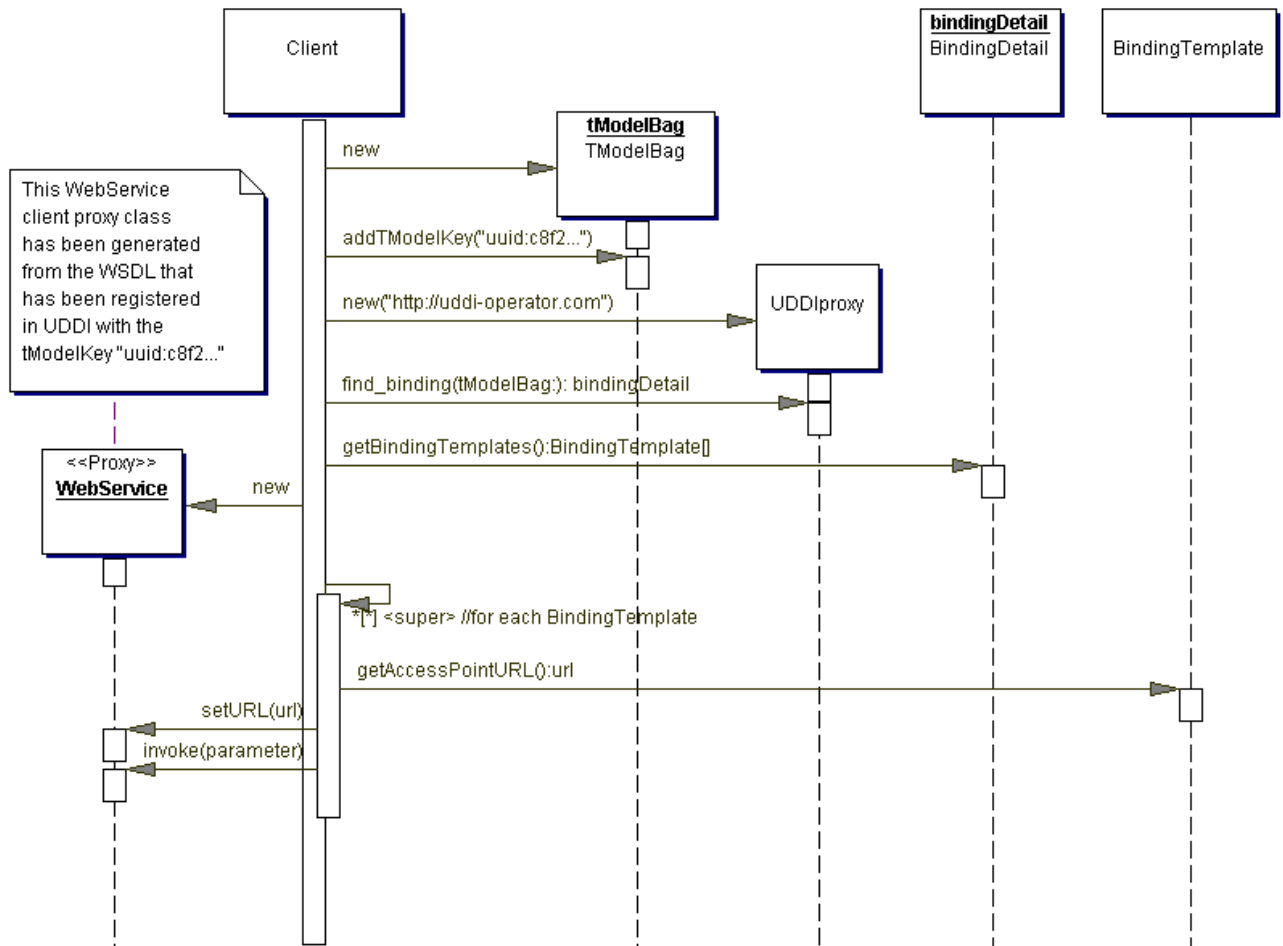 Client
bindingDetail
BindingDetail
BindingTemplate
tModelBag
TModelBag
new
This WebService
client proxy class
has been generated
from the WSDL that
has been registered
in UDDI with the
tModelKey "uuid:c8f2..."
addTModelKey("uuid:c8f2...")
UDDIproxy
new("http://uddi-operator.com")
find_binding(tModelBag:): bindingDetail
getBindingTemplates():BindingTemplate[]
<<Proxy>>
WebService
new
*[*] <super> //for each BindingTemplate
getAccessPointURL():url
setURL(url)
invoke(parameter)